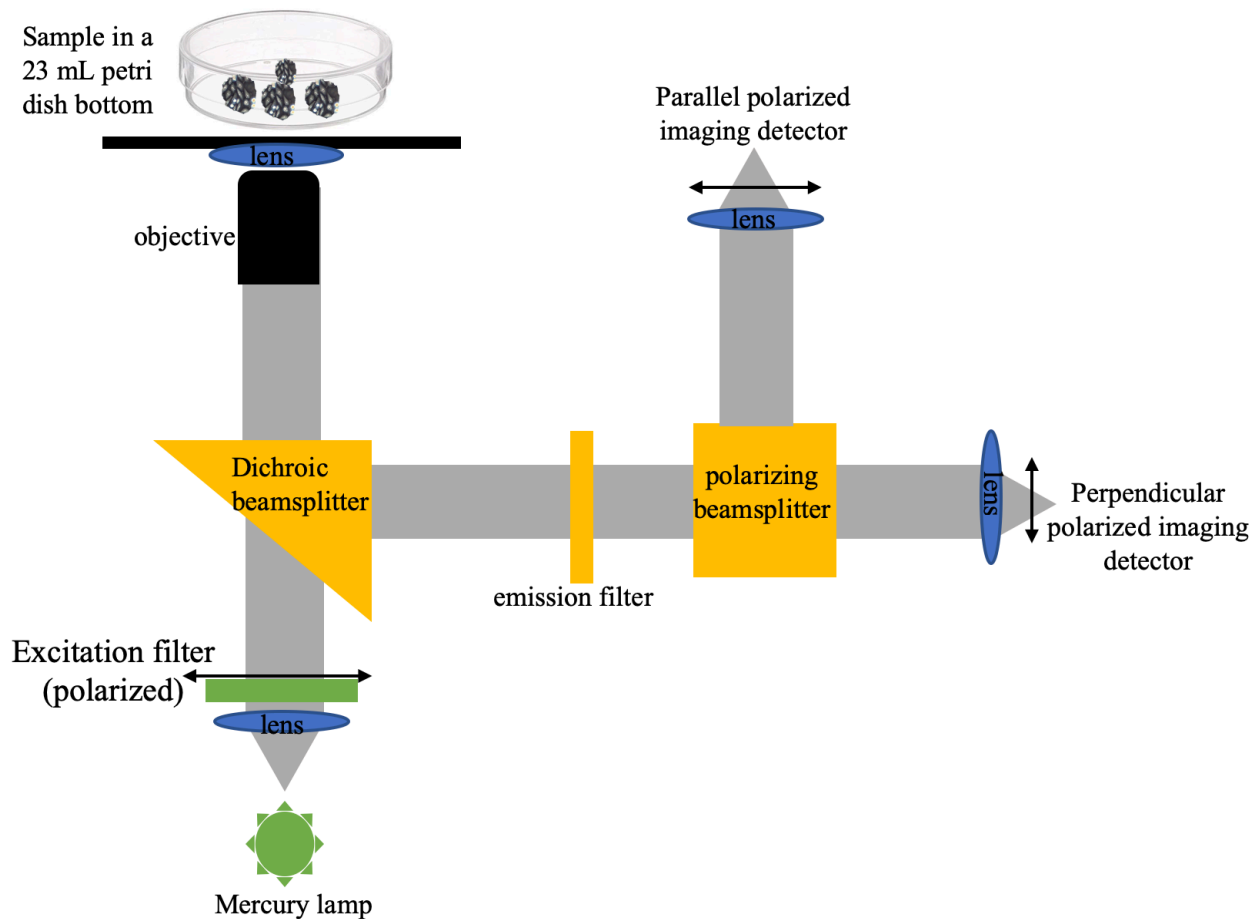 Sample in a
23 mL petri
dish bottom
lens
objective
Parallel polarized
imaging detector
lens
Dichroic
beamsplitter
polarizing
beamsplitter
lens
Perpendicular
polarized imaging
detector
emission filter
Excitation filter
(polarized)
lens
Mercury lamp